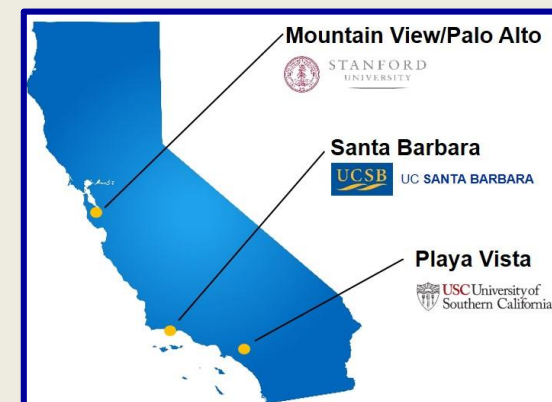 Mountain View/Palo Alto
STANFORD
UNIVERSITY
Santa Barbara
UCSB UC SANTA BARBARA
Playa Vista
USC University of
Southern California